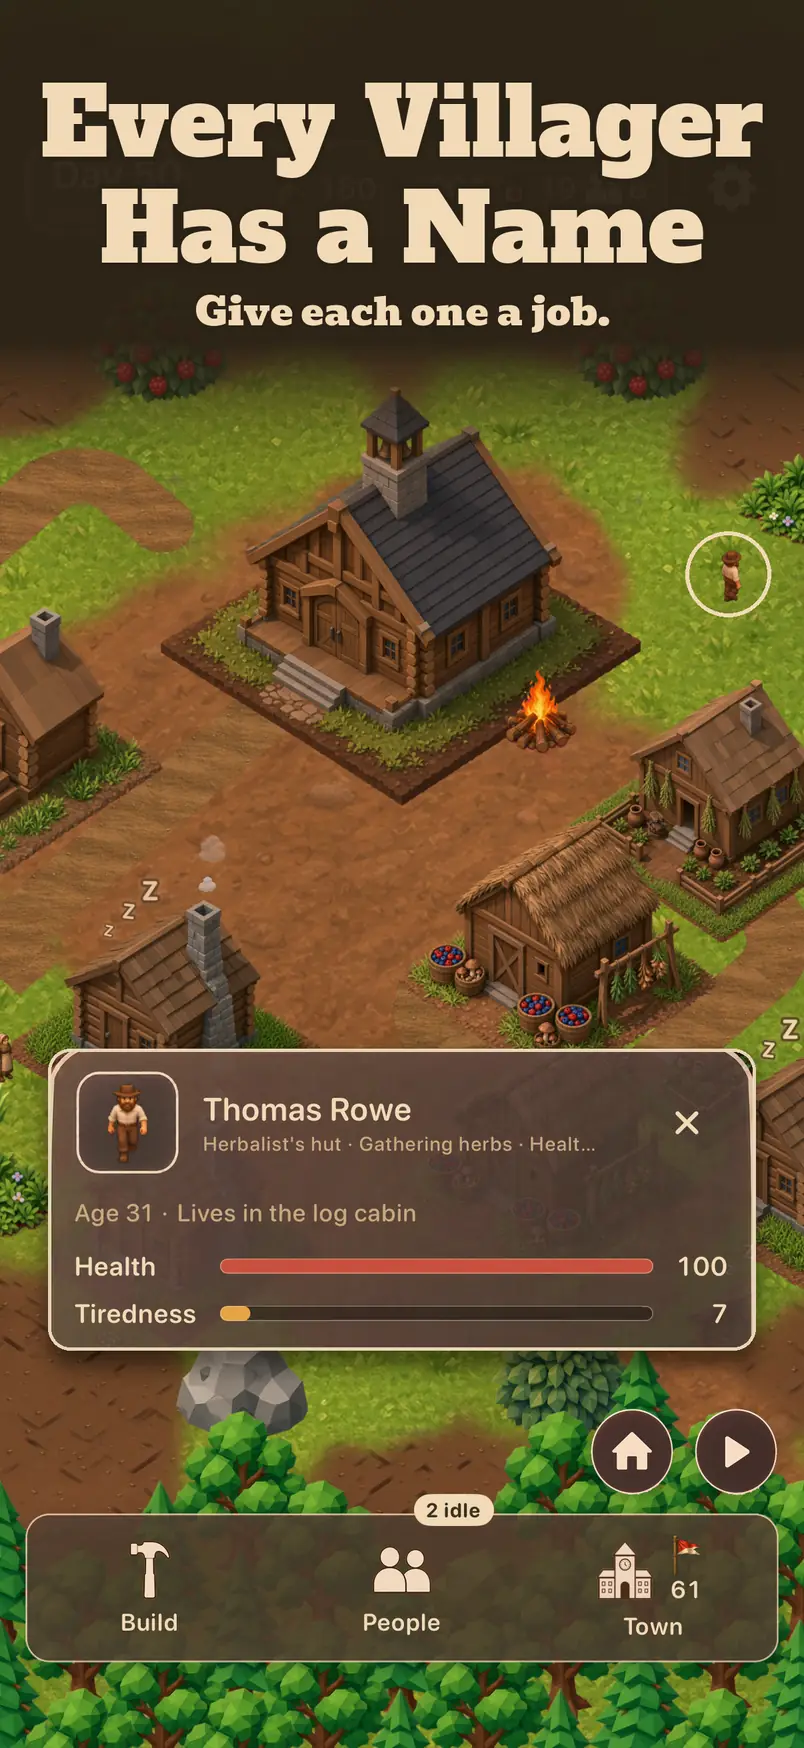 Every Villager
Has a Name
Give each one a job.
z z Z
z Z
Thomas Rowe
Herbalist's hut · Gathering herbs · Healt...
Age 31 · Lives in the log cabin
Health 100
Tiredness 7
2 idle
61
Build People Town